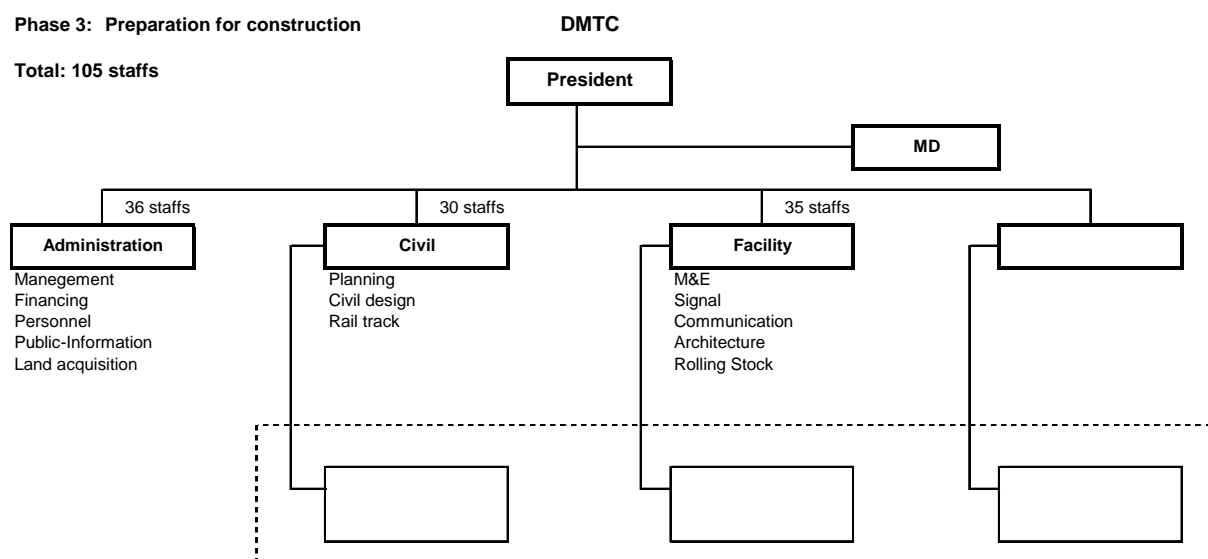 Phase 3: Preparation for construction
DMTC
Total: 105 staffs
President
MD
36 staffs
30 staffs
35 staffs
Administration
Civil
Facility
Manegement
Financing
Personnel
Public-Information
Land acquisition
Planning
Civil design
Rail track
M&E
Signal
Communication
Architecture
Rolling Stock